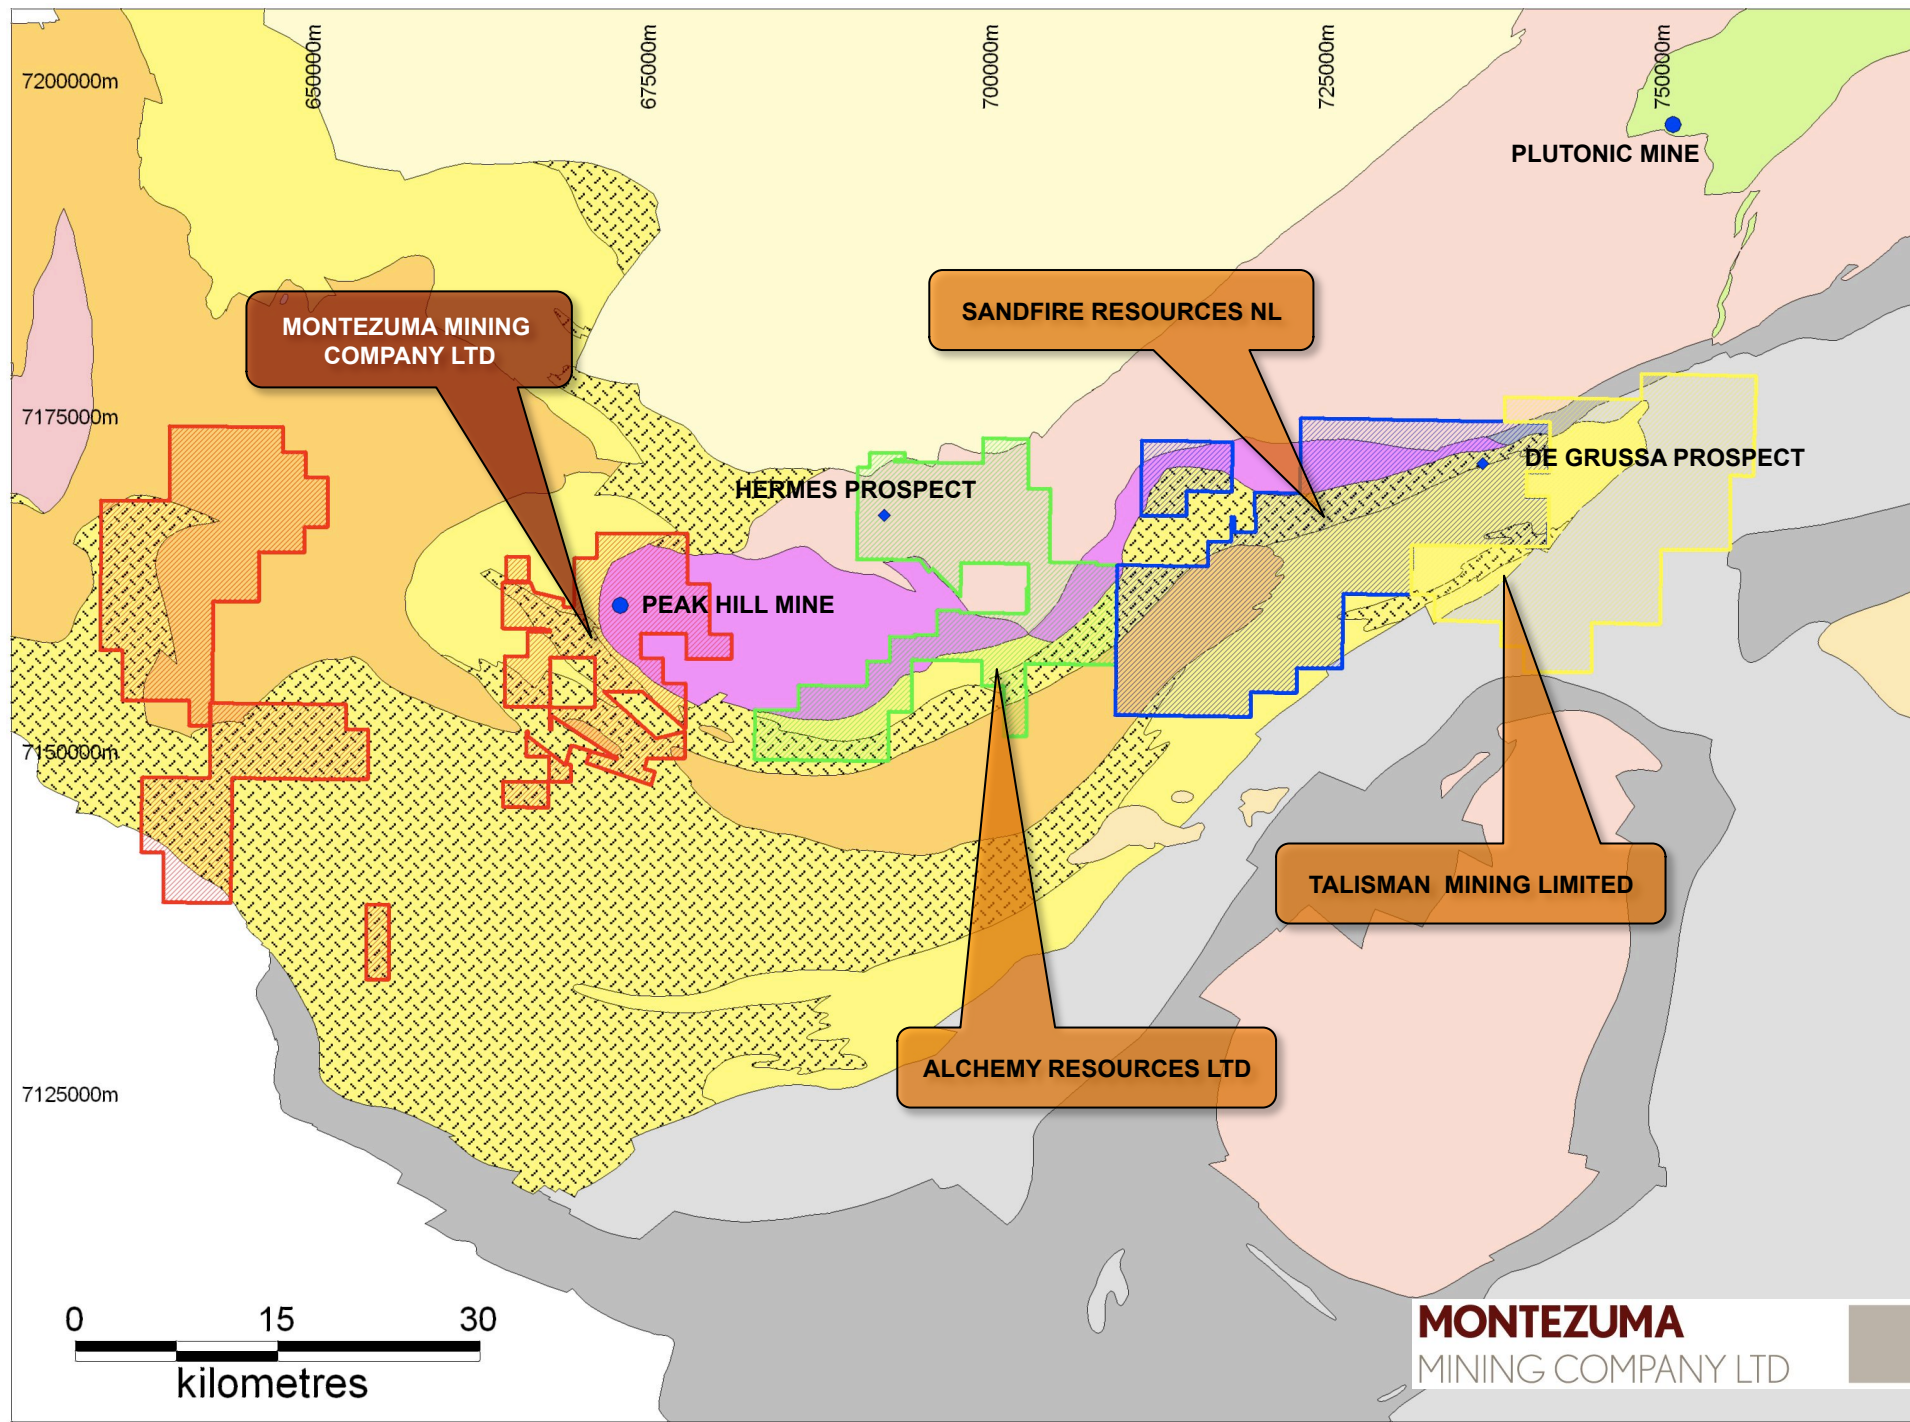 650000m
675000m
700000m
725000m
750000m
7200000m
PLUTONIC MINE
SANDFIRE RESOURCES NL
MONTEZUMA MINING
COMPANY LTD
7175000m
DE GRUSSA PROSPECT
HERMES PROSPECT
PEAK HILL MINE
7150000m
TALISMAN MINING LIMITED
ALCHEMY RESOURCES LTD
7125000m
0 15 30
kilometres
MONTEZUMA
MINING COMPANY LTD